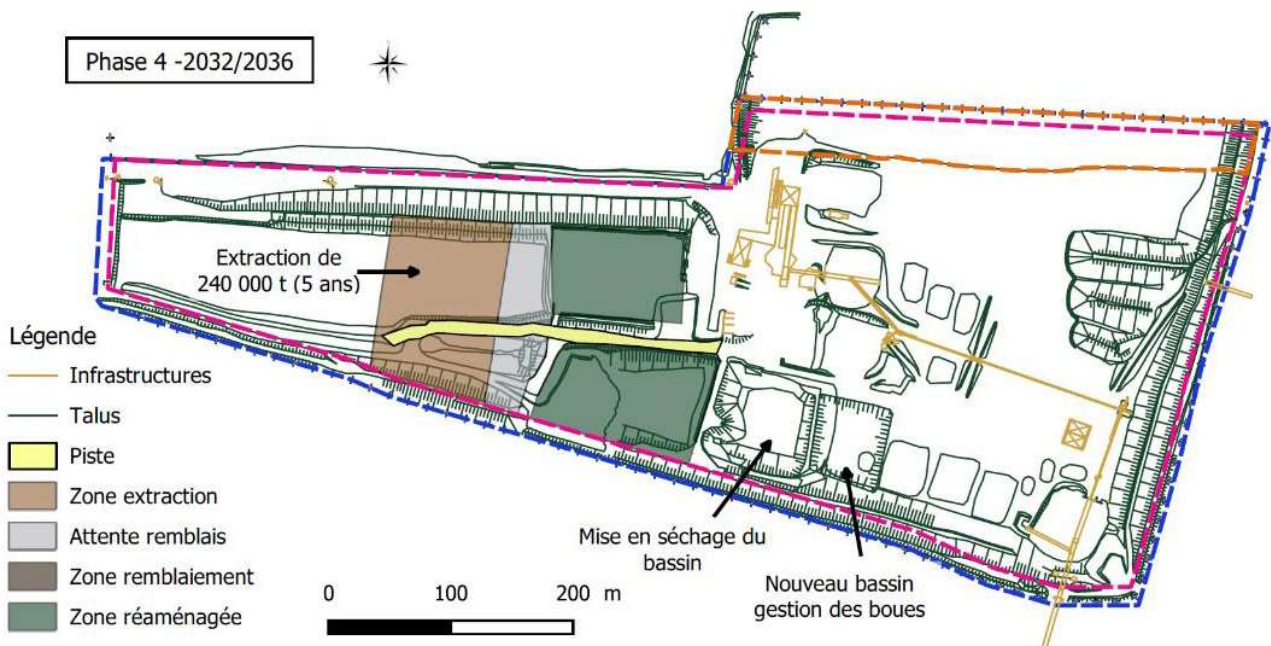 Phase 4 -2032/2036
Extraction de
240 000 t (5 ans)
Légende
Infrastructures
Talus
Piste
Zone extraction
Attente remblais
Zone remblaiement
Zone réaménagée
0 100 200 m
Mise en séchage du
bassin
Nouveau bassin
gestion des boues